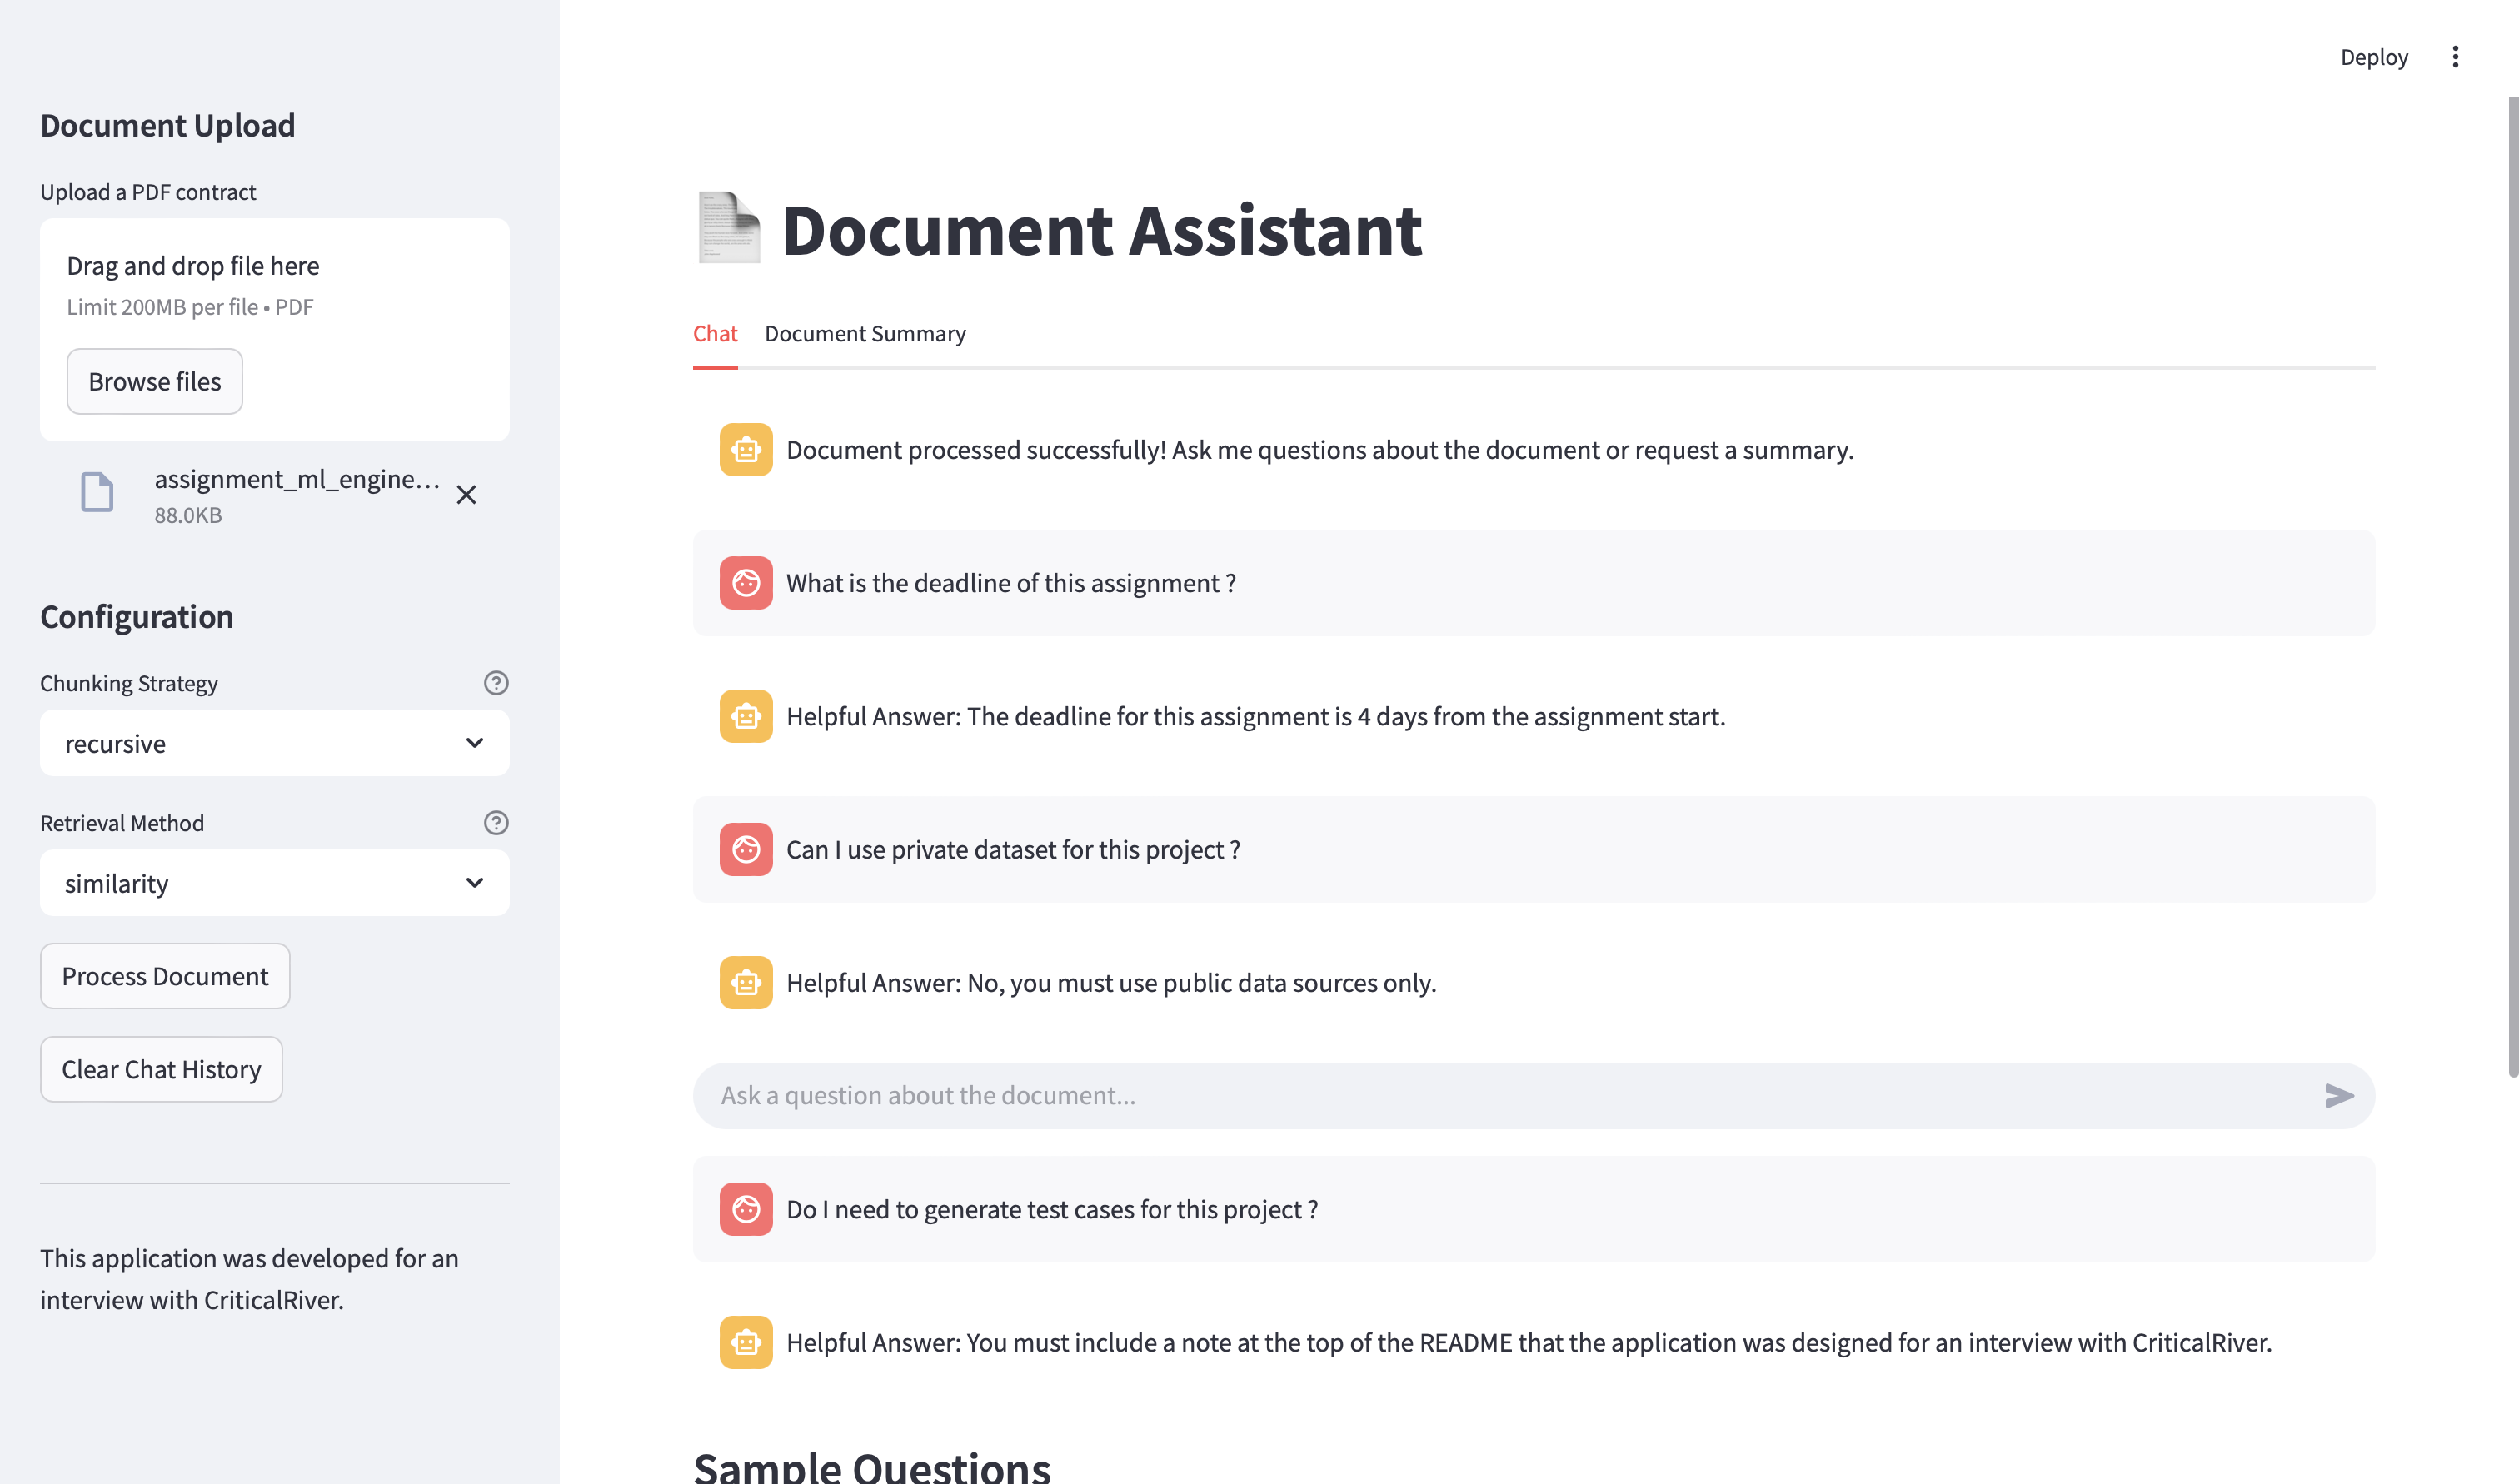 Deploy
Document Upload
Upload a PDF contract
Drag and drop file here
Limit 200MB per file • PDF
Browse files
assignment_ml_engine…
88.0KB
Configuration
Chunking Strategy
recursive
Retrieval Method
similarity
Process Document
Clear Chat History
This application was developed for an
interview with CriticalRiver.
Document Assistant
Chat Document Summary
Document processed successfully! Ask me questions about the document or request a summary.
What is the deadline of this assignment ?
Helpful Answer: The deadline for this assignment is 4 days from the assignment start.
Can I use private dataset for this project ?
Helpful Answer: No, you must use public data sources only.
Ask a question about the document...
Do I need to generate test cases for this project ?
Helpful Answer: You must include a note at the top of the README that the application was designed for an interview with CriticalRiver.
Sample Questions